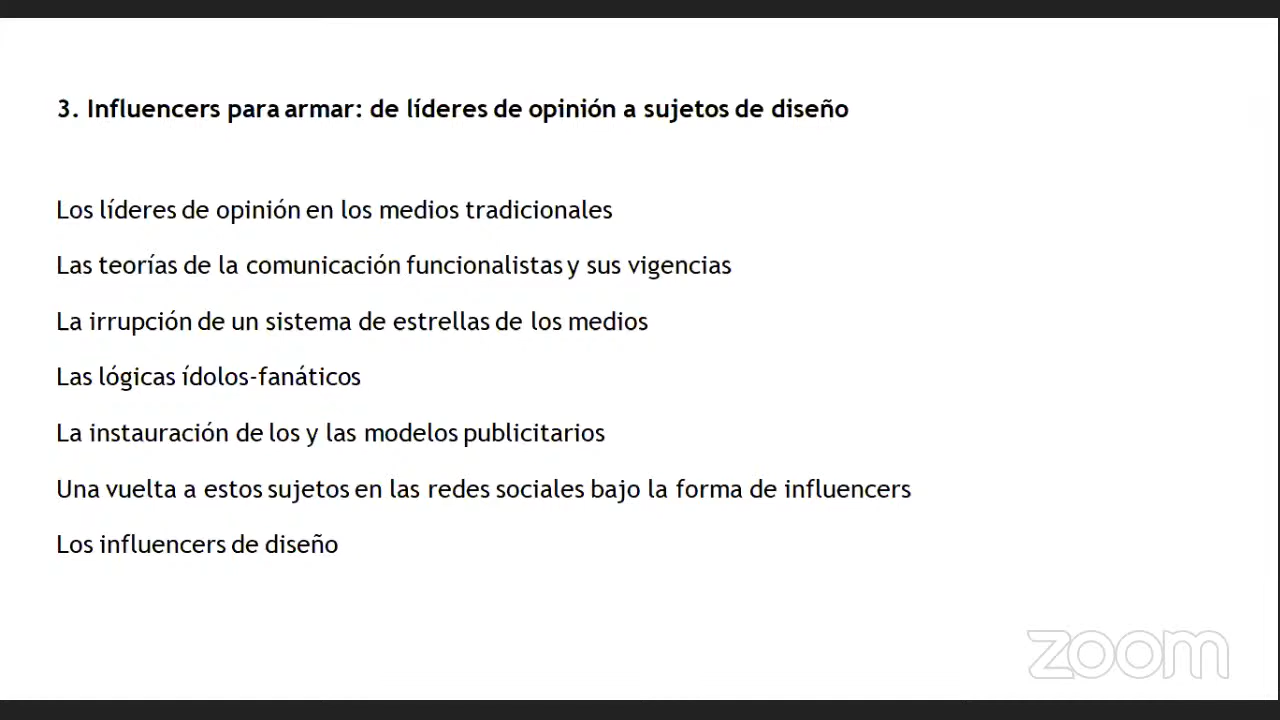 3. Influencers para armar: de líderes de opinión a sujetos de diseño
Los líderes de opinión en los medios tradicionales
Las teorías de la comunicación funcionalistas y sus vigencias
La irrupción de un sistema de estrellas de los medios
Las lógicas ídolos-fanáticos
La instauración de los y las modelos publicitarios
Una vuelta a estos sujetos en las redes sociales bajo la forma de influencers
Los influencers de diseño
zoom